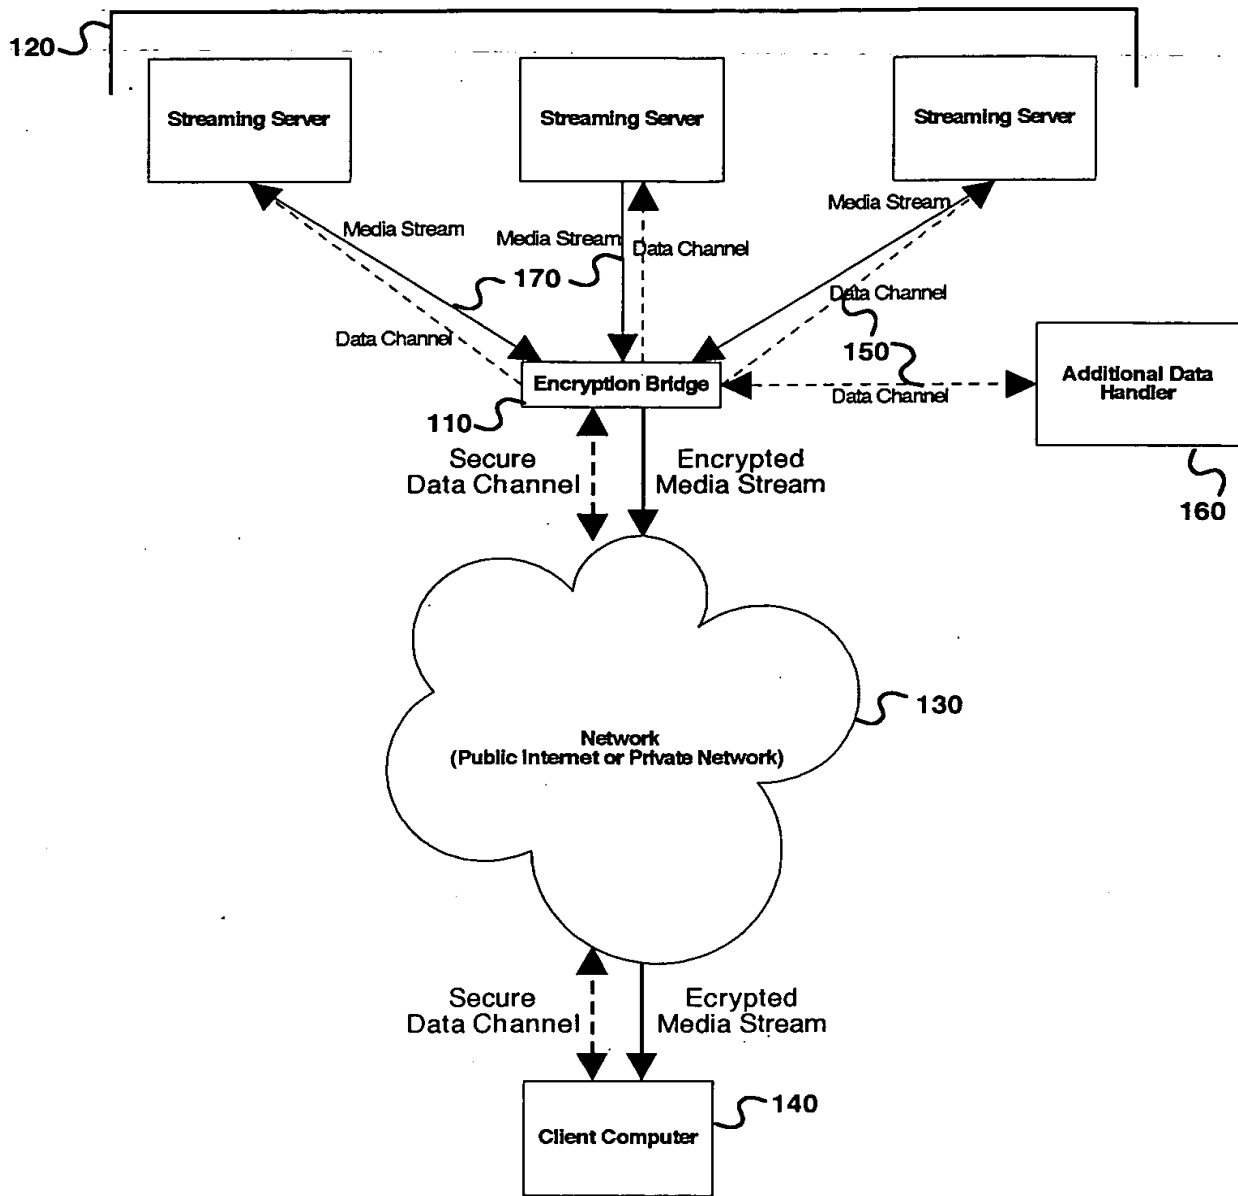 120
Streaming Server
Streaming Server
Streaming Server
Media Stream
Media Stream
Data Channel
Media Stream
170
Data Channel
Data Channel
150
Encryption Bridge
Data Channel
Additional Data
Handler
110
160
Secure
Data Channel
Encrypted
Media Stream
130
Network
(Public Internet or Private Network)
Secure
Data Channel
Ecrypted
Media Stream
140
Client Computer